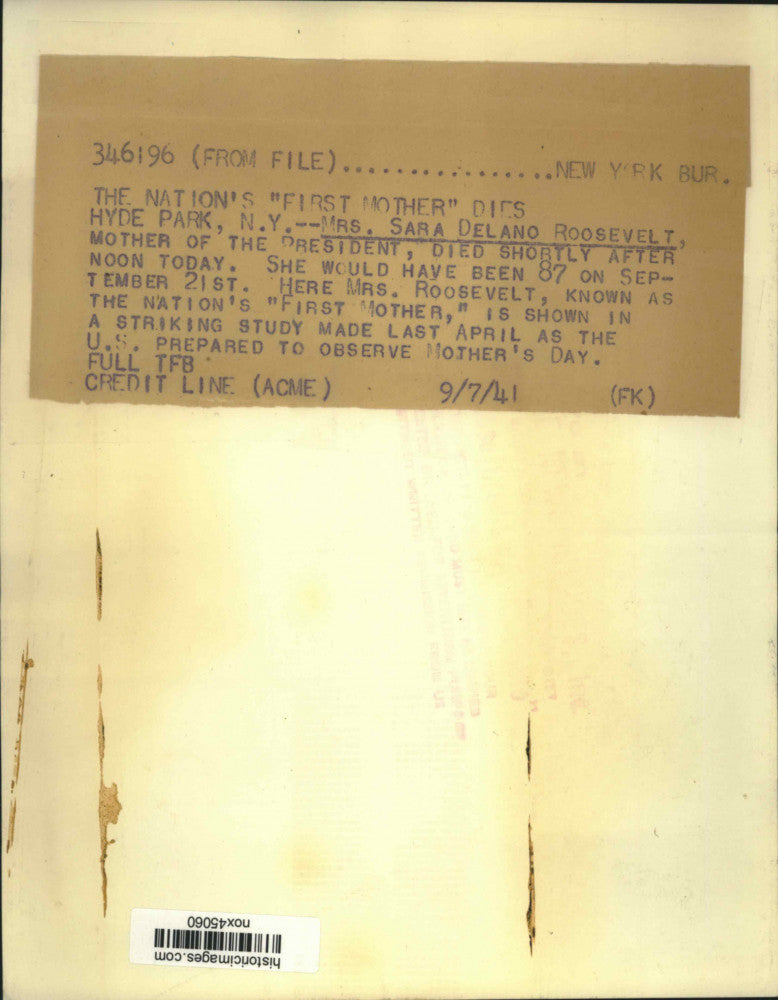 346196 (FROM FILE)..................NEW Y RK BUR.
THE NATION'S "FIRST MOTHER" DIES
HYDE PARK, N.Y.--MRS. SARA DELANO ROOSEVELT,
MOTHER OF THE PRESIDENT, DIED SHORTLY AFTER
NOON TODAY. SHE WOULD HAVE BEEN 87 ON SEP-
TEMBER 21ST. HERE MRS. ROOSEVELT, KNOWN AS
THE NATION'S "FIRST MOTHER," IS SHOWN IN
A STRIKING STUDY MADE LAST APRIL AS THE
U.S. PREPARED TO OBSERVE MOTHER'S DAY.
FULL TFB
CREDIT LINE (ACME) 9/7/41 (FK)
historicimages.com
nox45060